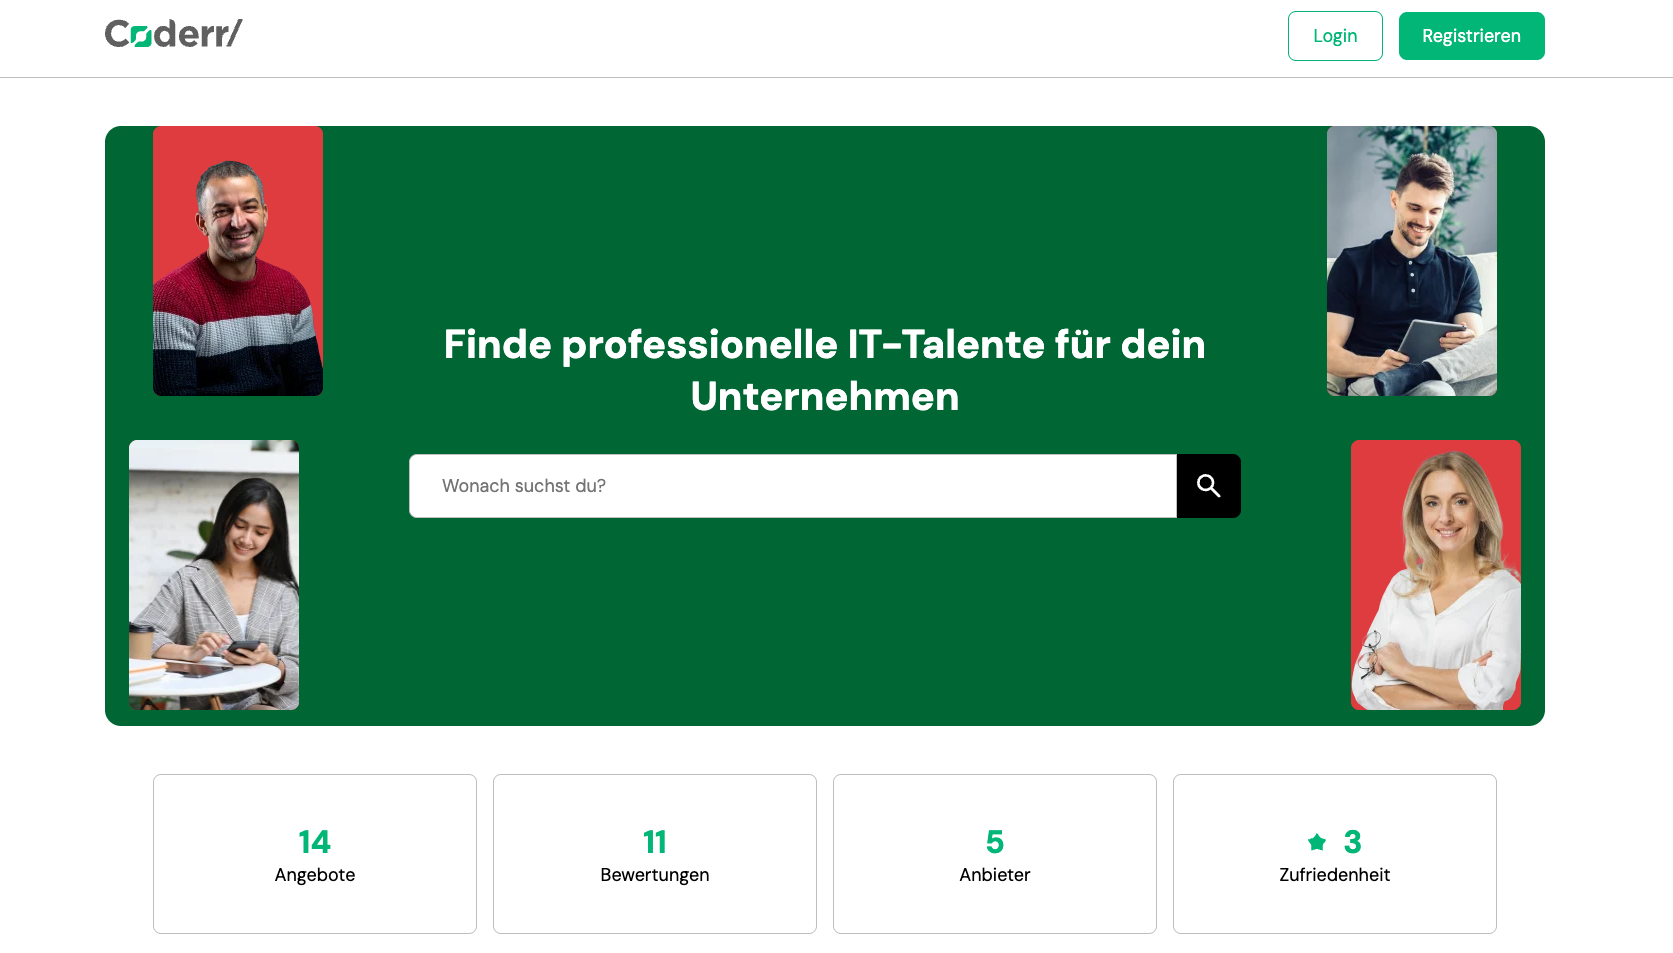 Coderr/
Login
Registrieren
Finde professionelle IT-Talente für dein
Unternehmen
Wonach suchst du?
14
Angebote
11
Bewertungen
5
Anbieter
3
Zufriedenheit